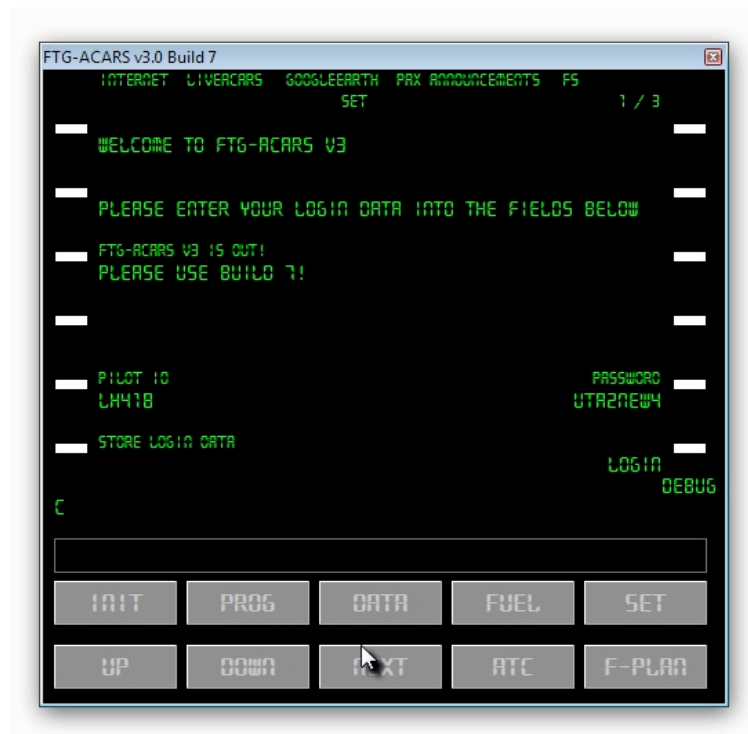 FTG-ACARS v3.0 Build 7
INTERNET LIVEACARS GOOGLEEARTH PAX ANNOUNCEMENTS FS
SET 1 / 3
WELCOME TO FTG-ACARS V3
PLEASE ENTER YOUR LOGIN DATA INTO THE FIELDS BELOW
FTG-ACARS V3 IS OUT!
PLEASE USE BUILD 7!
PILOT ID PASSWORD
LH418 UTA2NEW4
STORE LOGIN DATA
LOGIN
DEBUG
C
INIT PROG DATA FUEL SET
UP DOWN NEXT ATC F-PLAN